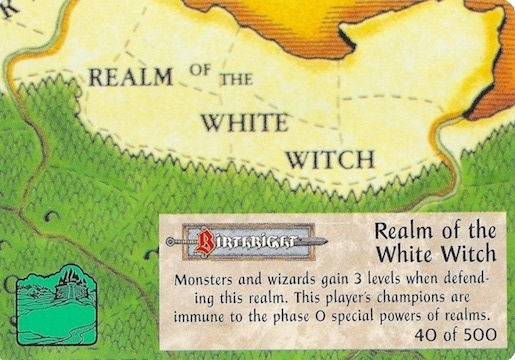 R
REALM OF THE
WHITE
WITCH
BIRTHRIGHT
Realm of the
White Witch
Monsters and wizards gain 3 levels when defend-
ing this realm. This player's champions are
immune to the phase O special powers of realms.
40 of 500
C
S